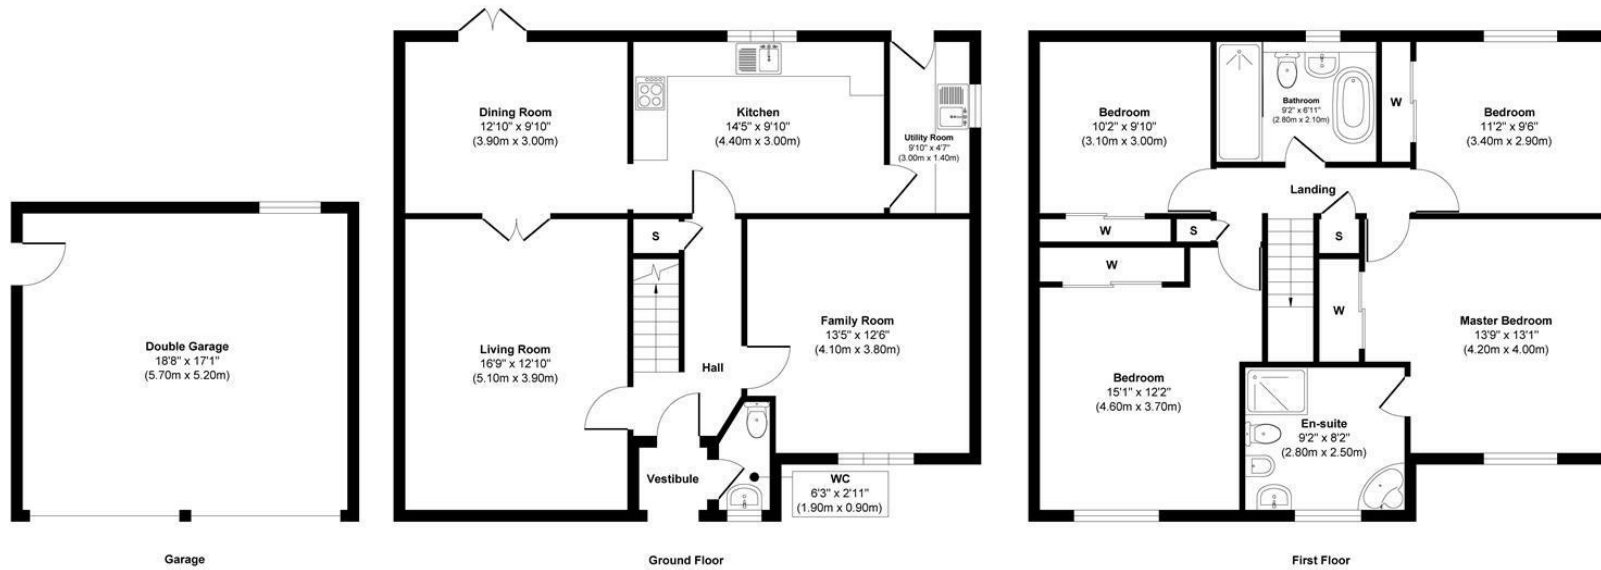 Double Garage
18'8" x 17'1"
(5.70m x 5.20m)
Garage
Dining Room
12'10" x 9'10"
(3.90m x 3.00m)
Kitchen
14'5" x 9'10"
(4.40m x 3.00m)
Utility Room
9'10" x 4'7"
(3.00m x 1.40m)
S
Living Room
16'9" x 12'10"
(5.10m x 3.90m)
Hall
Family Room
13'5" x 12'6"
(4.10m x 3.80m)
Vestibule
WC
6'3" x 2'11"
(1.90m x 0.90m)
Ground Floor
Bedroom
10'2" x 9'10"
(3.10m x 3.00m)
Bathroom
9'2" x 6'11"
(2.80m x 2.10m)
W
Bedroom
11'2" x 9'6"
(3.40m x 2.90m)
Landing
W
S
S
W
W
Master Bedroom
13'9" x 13'1"
(4.20m x 4.00m)
Bedroom
15'1" x 12'2"
(4.60m x 3.70m)
En-suite
9'2" x 8'2"
(2.80m x 2.50m)
First Floor